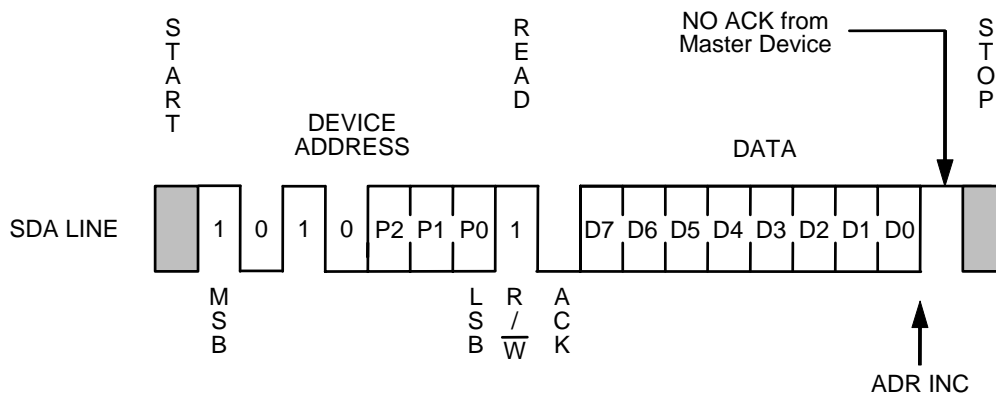 START
READ
NO ACK from
Master Device
STOP
DEVICE
ADDRESS
DATA
SDA LINE
1 0 1 0 P2 P1 P0 1 D7 D6 D5 D4 D3 D2 D1 D0
MSB
LSB
R/W
ACK
ADR INC